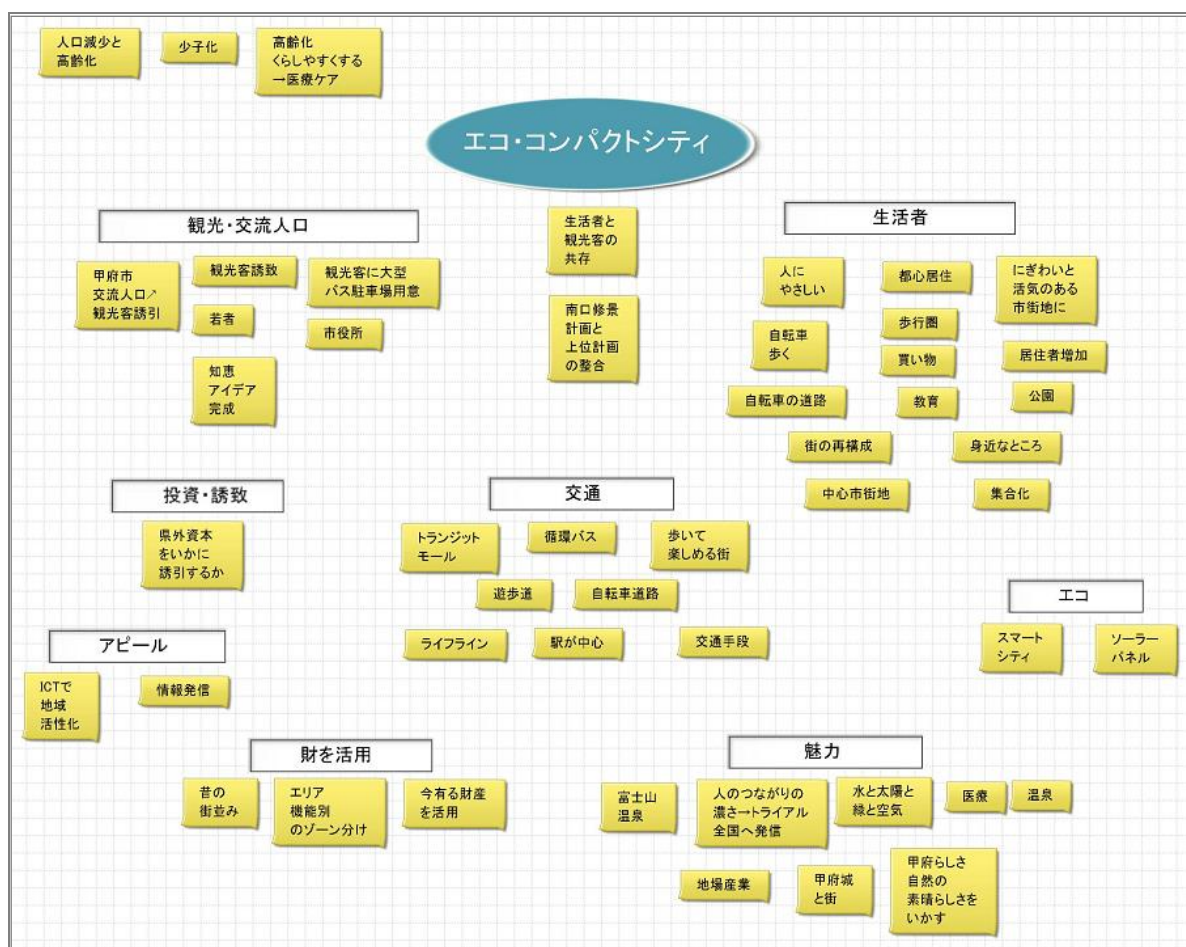 人口減少と
高齢化
少子化
高齢化
くらしやすくする
→医療ケア
エコ・コンパクトシティ
観光・交流人口
甲府市
交流人口↗
観光客誘引
観光客誘致
観光客に大型
バス駐車場用意
若者
市役所
知恵
アイデア
完成
生活者と
観光客の
共存
南口修景
計画と
上位計画
の整合
生活者
人に
やさしい
都心居住
にぎわいと
活気のある
市街地に
自転車
歩く
歩行圏
買い物
居住者増加
自転車の道路
教育
公園
街の再構成
身近なところ
中心市街地
集合化
投資・誘致
県外資本
をいかに
誘引するか
交通
トランジット
モール
循環バス
歩いて
楽しめる街
遊歩道
自転車道路
ライフライン
駅が中心
交通手段
エコ
スマート
シティ
ソーラー
パネル
アピール
ICTで
地域
活性化
情報発信
財を活用
昔の
街並み
エリア
機能別
のゾーン分け
今有る財産
を活用
魅力
富士山
温泉
人のつながりの
濃さ→トライアル
全国へ発信
水と太陽と
緑と空気
医療
温泉
地場産業
甲府城
と街
甲府らしさ
自然の
素晴らしさを
いかす